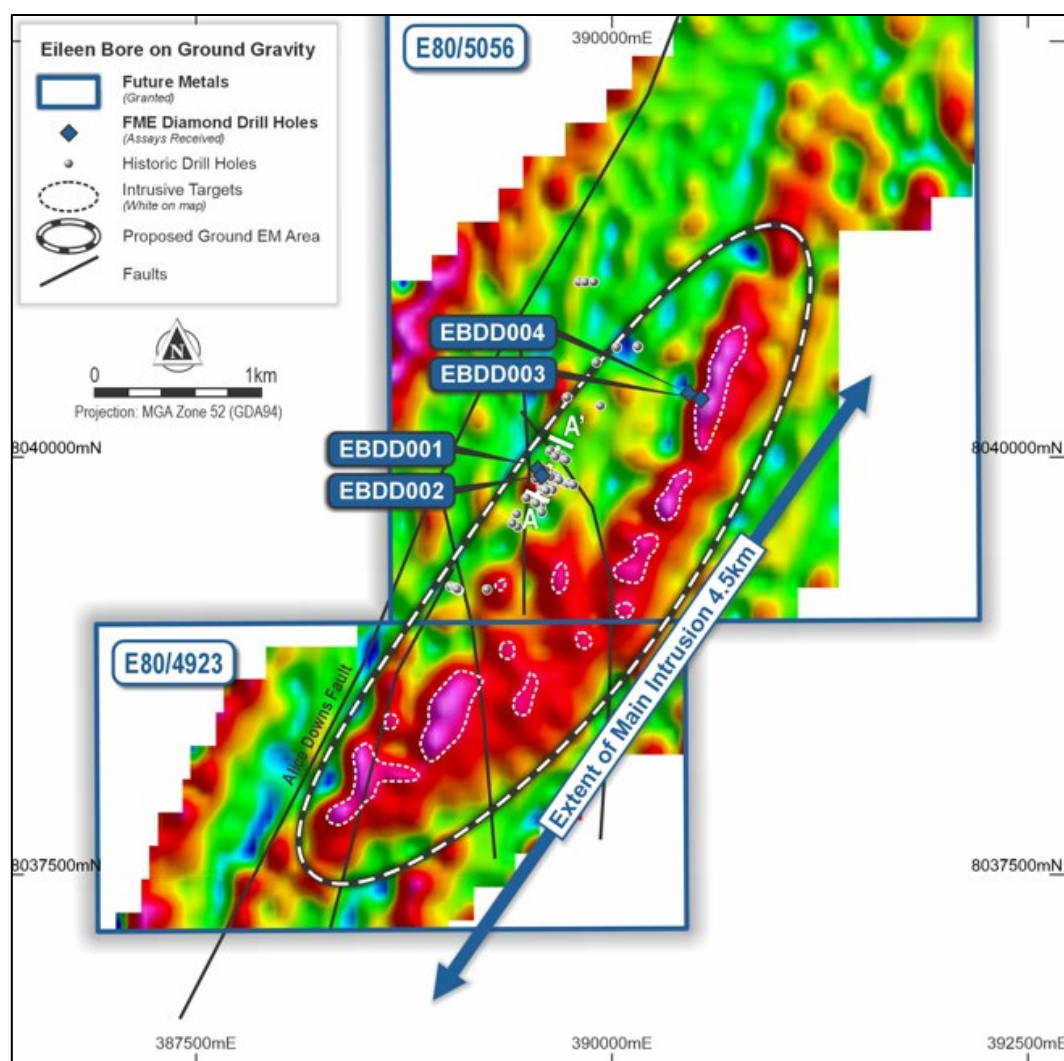 Eileen Bore on Ground Gravity
Future Metals
(Granted)
FME Diamond Drill Holes
(Assays Received)
Historic Drill Holes
Intrusive Targets
(White on map)
Proposed Ground EM Area
Faults
N
0 1km
Projection: MGA Zone 52 (GDA94)
E80/5056
390000mE
EBDD004
EBDD003
A'
8040000mN
EBDD001
8040000mN
EBDD002
A
E80/4923
Alice Downs Fault
Extent of Main Intrusion 4.5km
8037500mN
8037500mN
387500mE
390000mE
392500mE